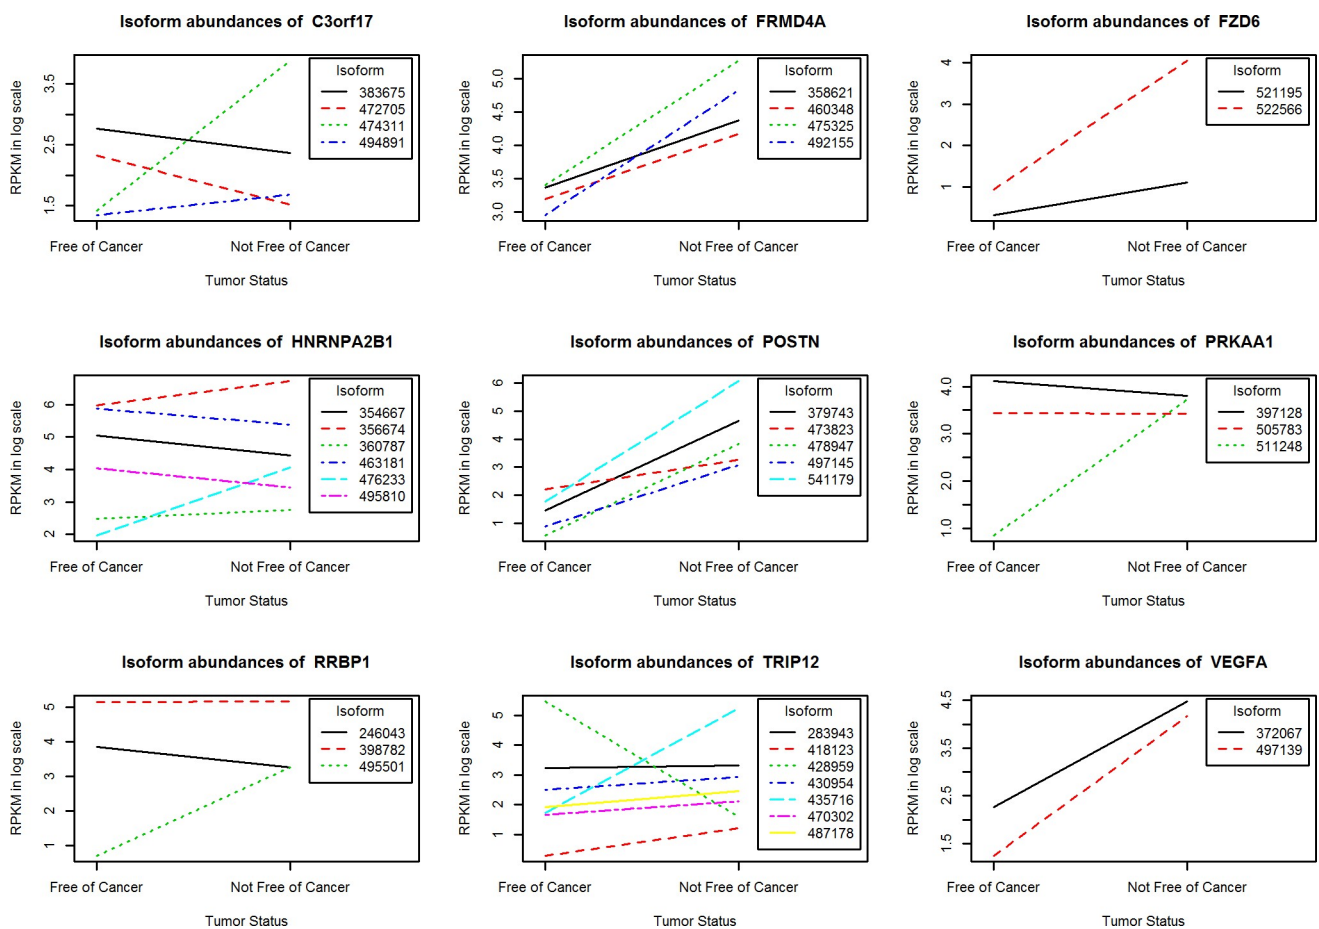 Isoform abundances of C3orf17
RPKM in log scale
3.5
2.5
1.5
Isoform
383675
472705
474311
494891
Free of Cancer
Not Free of Cancer
Tumor Status
Isoform abundances of FRMD4A
RPKM in log scale
5.0
4.5
4.0
3.5
3.0
Isoform
358621
460348
475325
492155
Free of Cancer
Not Free of Cancer
Tumor Status
Isoform abundances of FZD6
RPKM in log scale
4
3
2
1
Isoform
521195
522566
Free of Cancer
Not Free of Cancer
Tumor Status
Isoform abundances of HNRNPA2B1
RPKM in log scale
6
5
4
3
2
Isoform
354667
356674
360787
463181
476233
495810
Free of Cancer
Not Free of Cancer
Tumor Status
Isoform abundances of POSTN
RPKM in log scale
6
5
4
3
2
1
Isoform
379743
473823
478947
497145
541179
Free of Cancer
Not Free of Cancer
Tumor Status
Isoform abundances of PRKAA1
RPKM in log scale
4.0
3.0
2.0
1.0
Isoform
397128
505783
511248
Free of Cancer
Not Free of Cancer
Tumor Status
Isoform abundances of RRBP1
RPKM in log scale
5
4
3
2
1
Isoform
246043
398782
495501
Free of Cancer
Not Free of Cancer
Tumor Status
Isoform abundances of TRIP12
RPKM in log scale
5
4
3
2
1
Isoform
283943
418123
428959
430954
435716
470302
487178
Free of Cancer
Not Free of Cancer
Tumor Status
Isoform abundances of VEGFA
RPKM in log scale
4.5
3.5
2.5
1.5
Isoform
372067
497139
Free of Cancer
Not Free of Cancer
Tumor Status